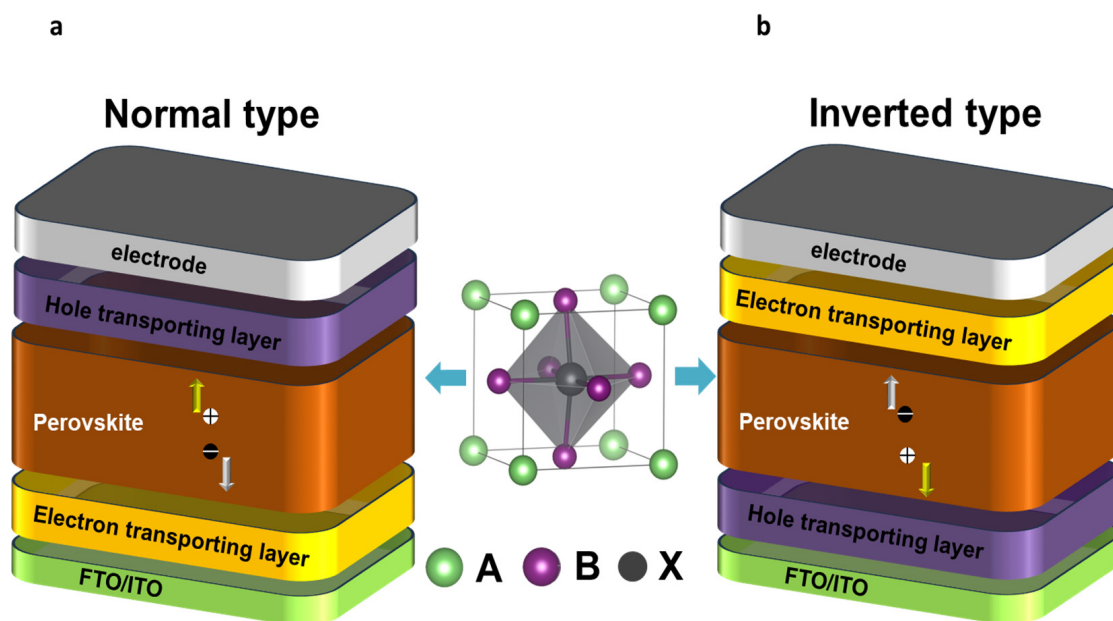 a
b
Normal type
Inverted type
electrode
Hole transporting layer
Perovskite
Electron transporting layer
FTO/ITO
A
B
X
electrode
Electron transporting layer
Perovskite
Hole transporting layer
FTO/ITO